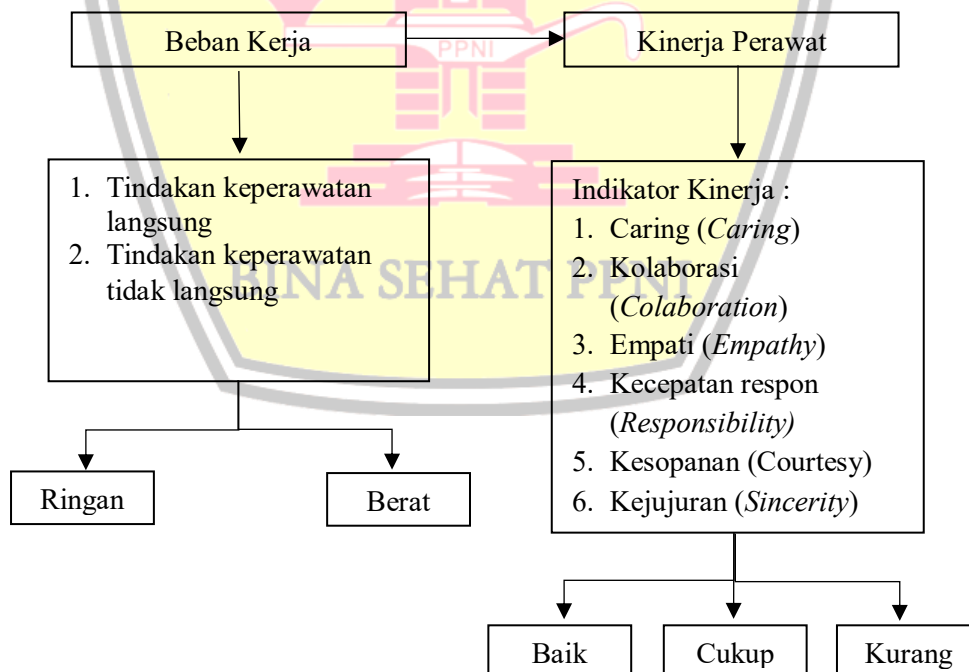 Beban Kerja
Kinerja Perawat
PPNI
1. Tindakan keperawatan
langsung
2. Tindakan keperawatan
tidak langsung
Indikator Kinerja :
1. Caring (Caring)
2. Kolaborasi
(Colaboration)
3. Empati (Empathy)
4. Kecepatan respon
(Responsibility)
5. Kesopanan (Courtesy)
6. Kejujuran (Sincerity)
BINA SEHAT PPNI
Ringan
Berat
Baik
Cukup
Kurang